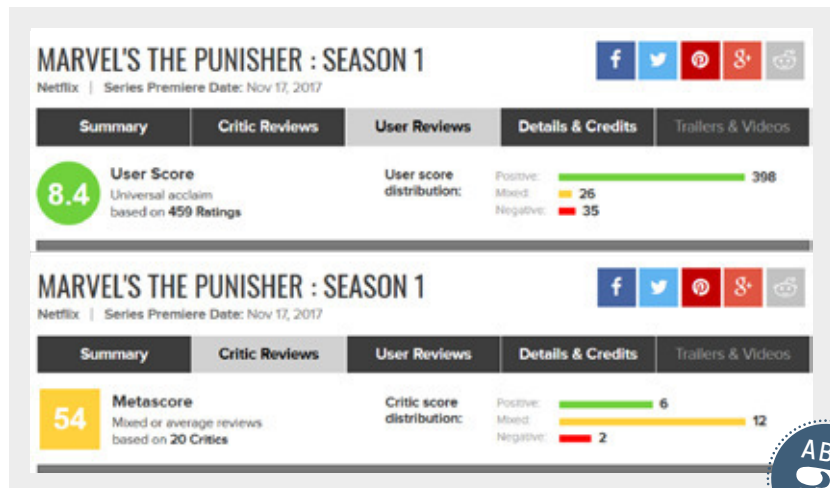 MARVEL'S THE PUNISHER : SEASON 1
Netflix | Series Premiere Date: Nov 17, 2017
Summary Critic Reviews User Reviews Details & Credits Trailers & Videos
8.4
User Score
Universal acclaim
based on 459 Ratings
User score
distribution:
Positive: 398
Mixed: 26
Negative: 35
MARVEL'S THE PUNISHER : SEASON 1
Netflix | Series Premiere Date: Nov 17, 2017
Summary Critic Reviews User Reviews Details & Credits Trailers & Videos
54
Metascore
Mixed or average reviews
based on 20 Critics
Critic score
distribution:
Positive: 6
Mixed: 12
Negative: 2
AB